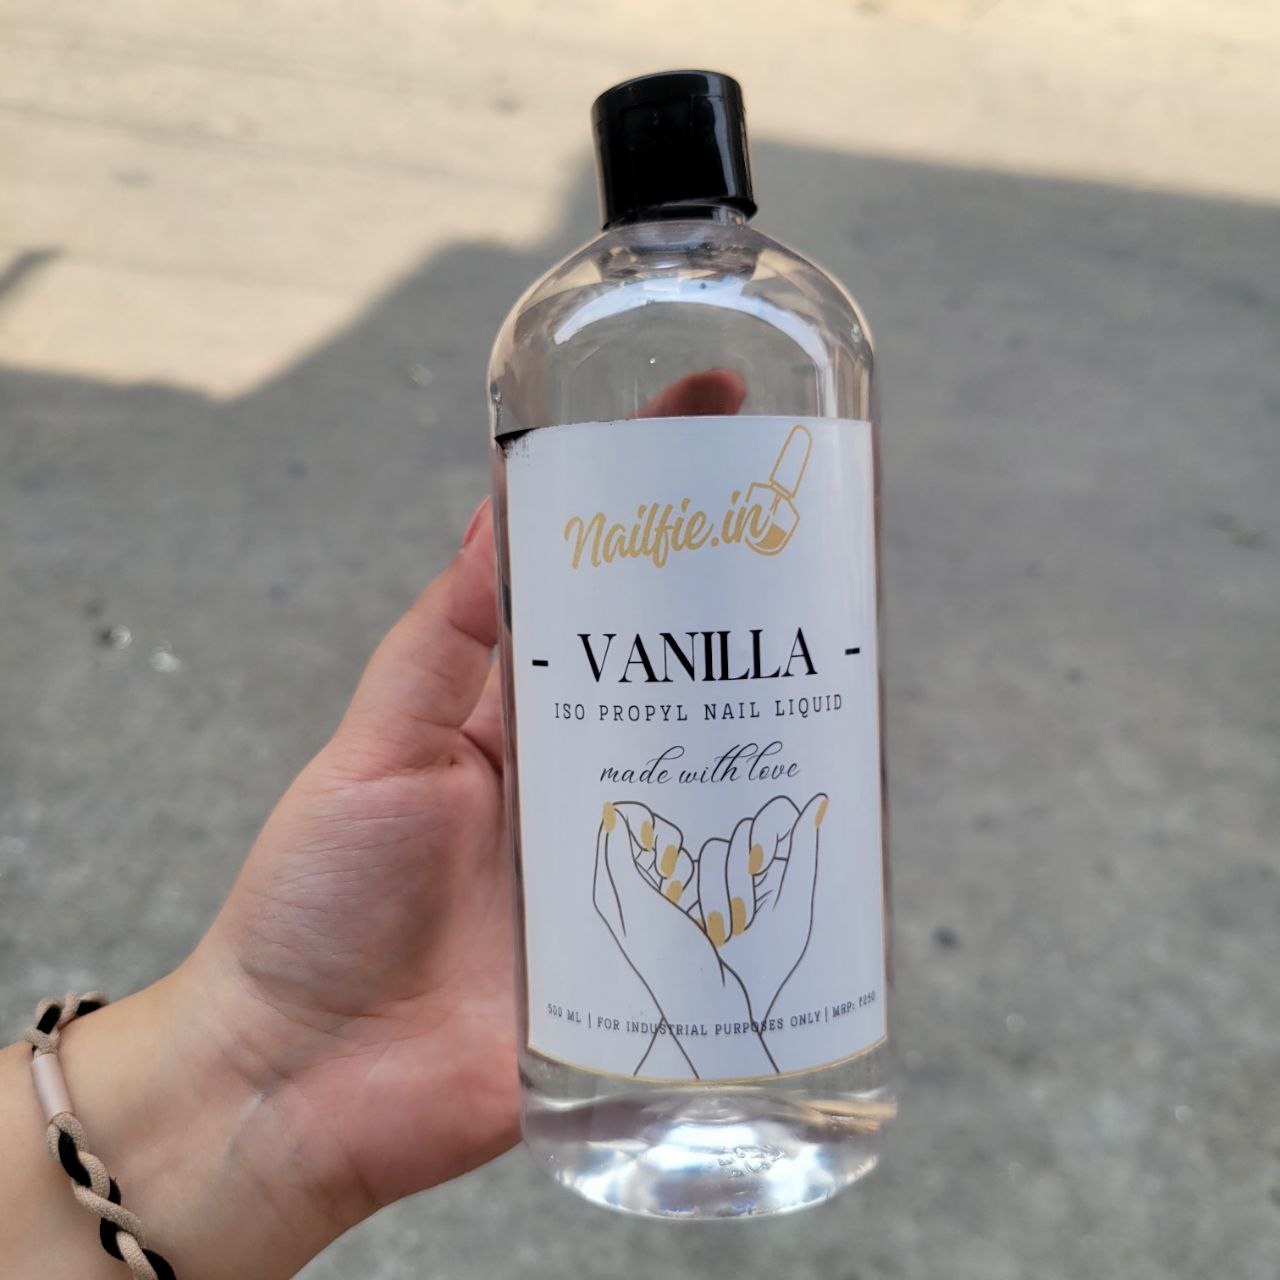 Nailfie.in
- VANILLA -
ISO PROPYL NAIL LIQUID
made with love
500 ML | FOR INDUSTRIAL PURPOSES ONLY | MRP: ₹250